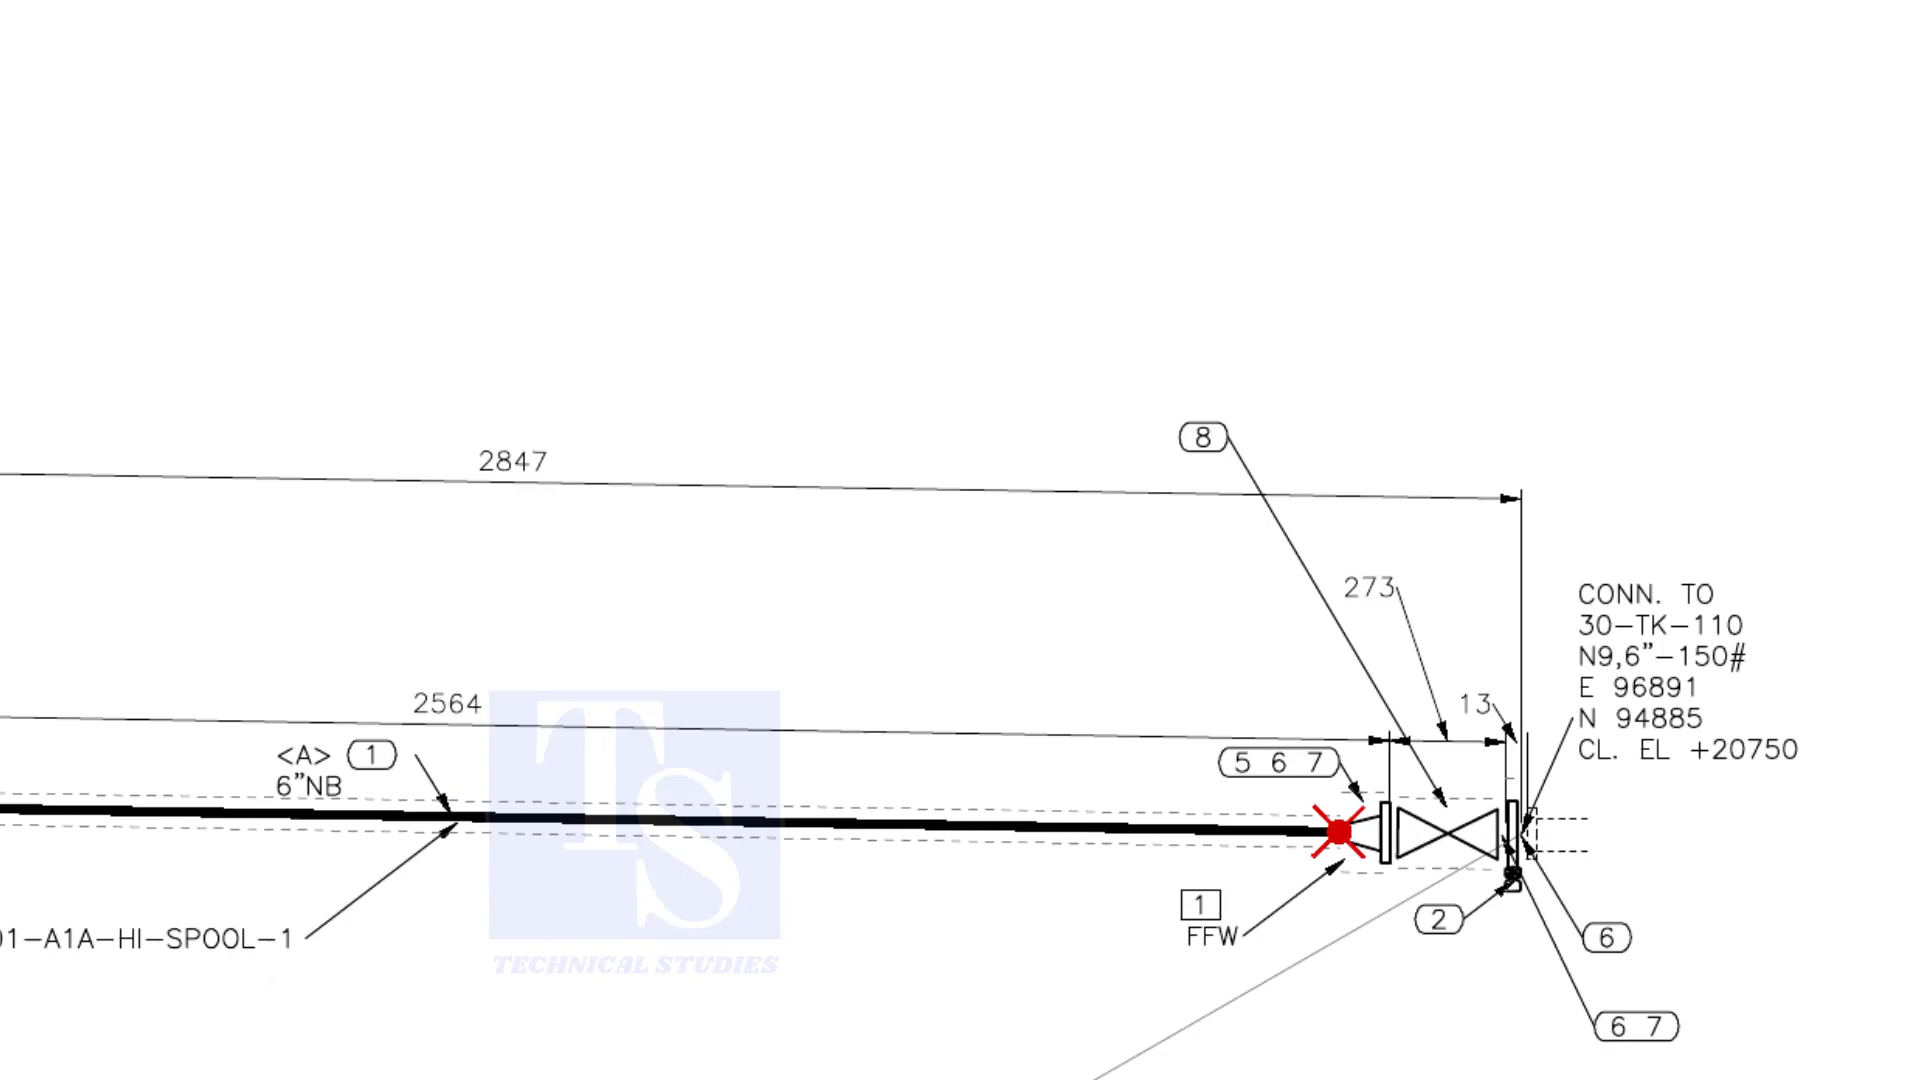 8
2847
273
CONN. TO
30-TK-110
N9,6"-150#
E 96891
N 94885
CL. EL +20750
13
2564
<A> 1
6"NB
5 6 7
TS
TECHNICAL STUDIES
1
FFW
2
6
01-A1A-HI-SPOOL-1
6 7